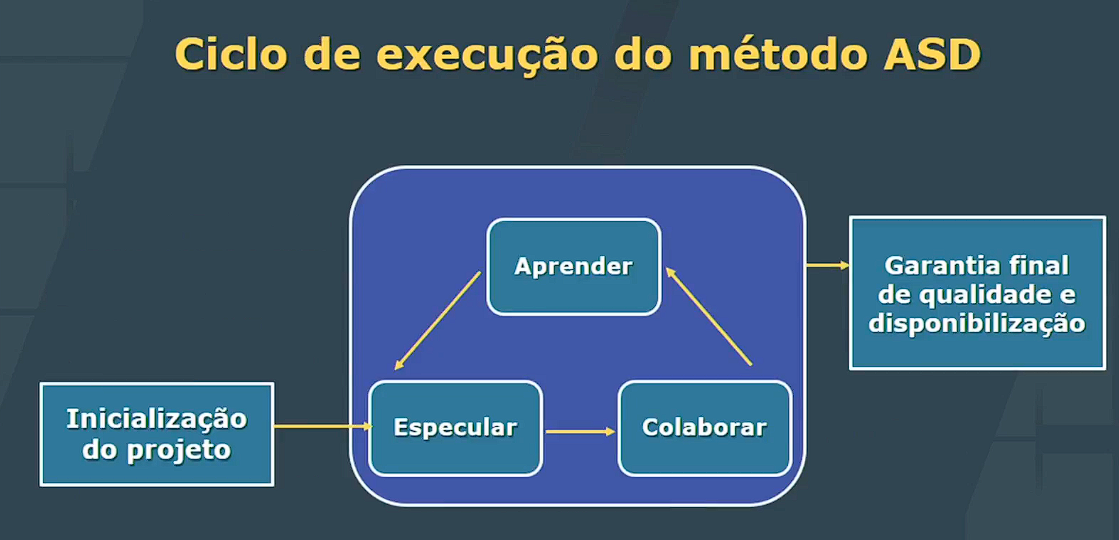 Ciclo de execução do método ASD
Aprender
Garantia final
de qualidade e
disponibilização
Inicialização
do projeto
Especular
Colaborar